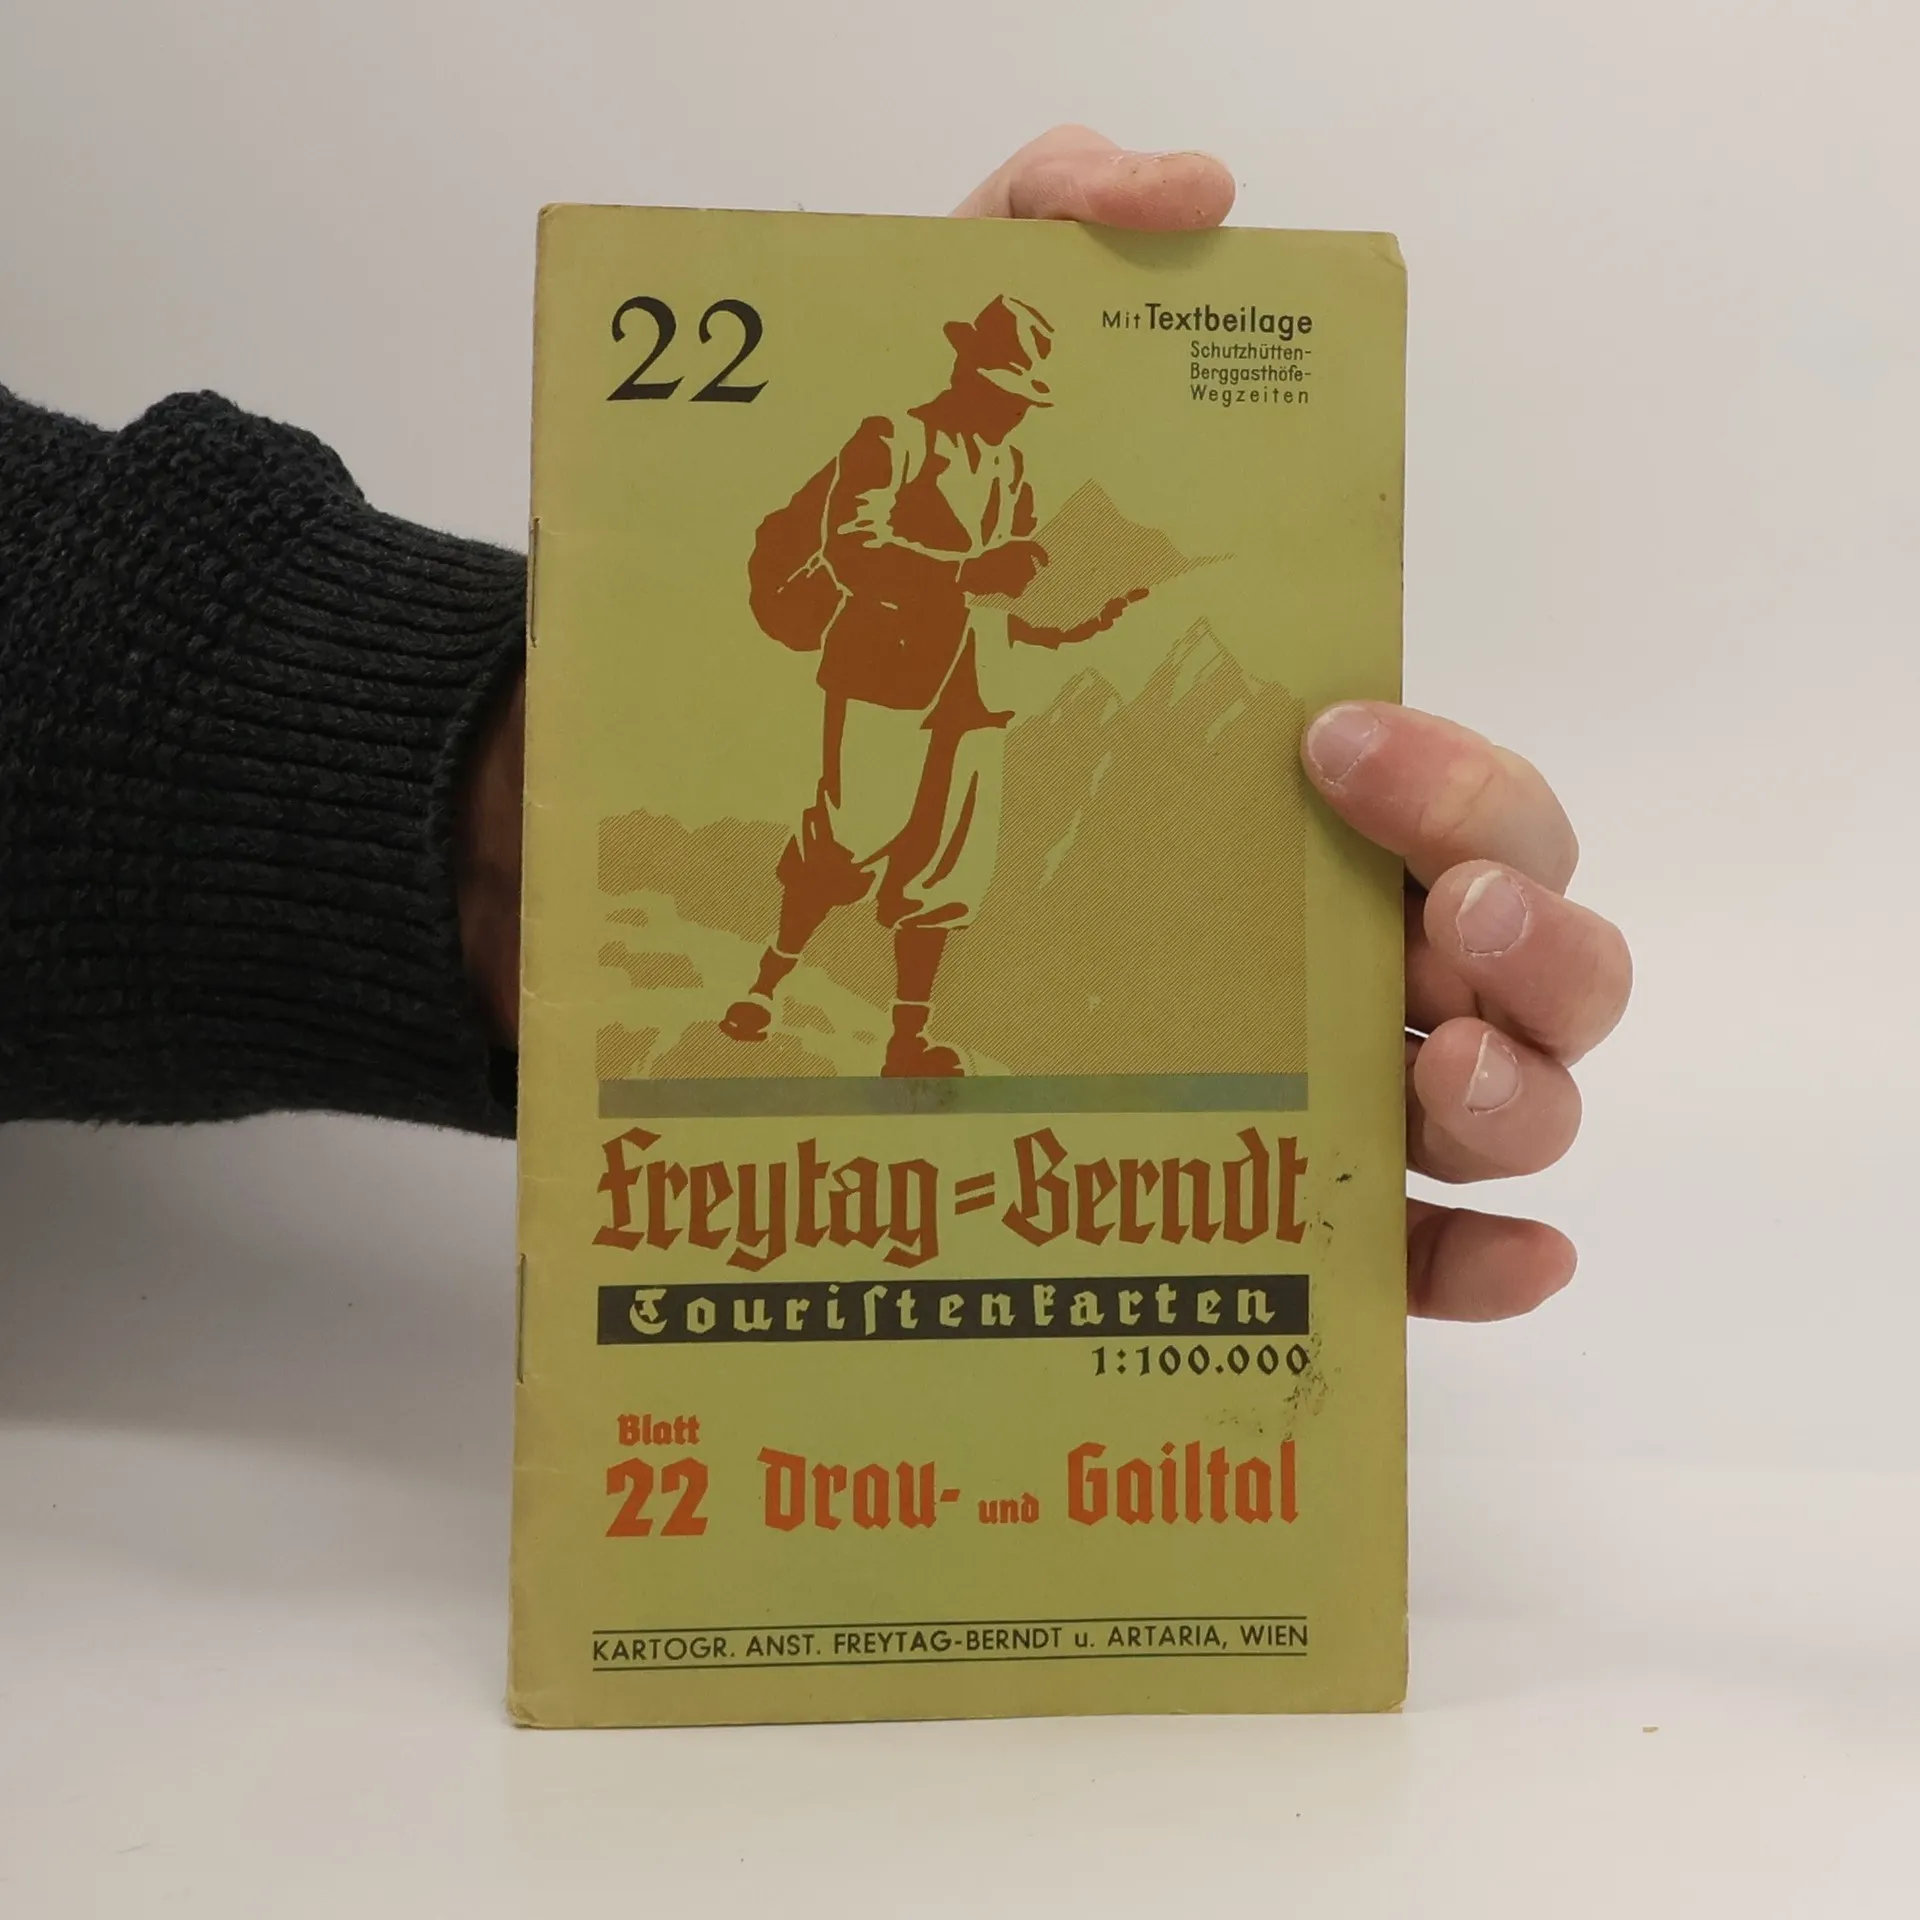 22
Mit Textbeilage
Schutzhütten-
Berggasthöfe-
Wegzeiten
Freytag=Berndt
Touriſtenkarten
1:100.000
Blatt
22 Drau- und Gailtal
KARTOGR. ANST. FREYTAG-BERNDT u. ARTARIA, WIEN